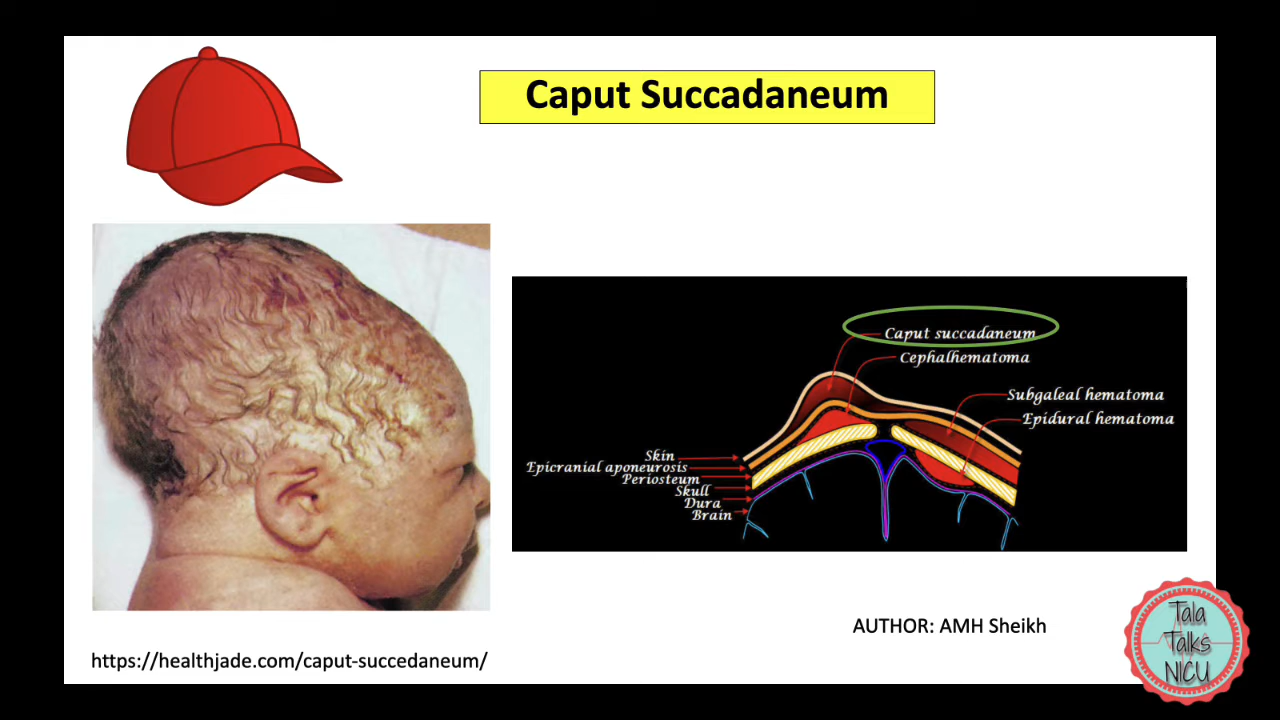 Caput Succadaneum
Caput succadaneum
Cephalhematoma
Subgaleal hematoma
Epidural hematoma
Skin
Epicranial aponeurosis
Periosteum
Skull
Dura
Brain
AUTHOR: AMH Sheikh
https://healthjade.com/caput-succedaneum/
Tala
Talks
NICU